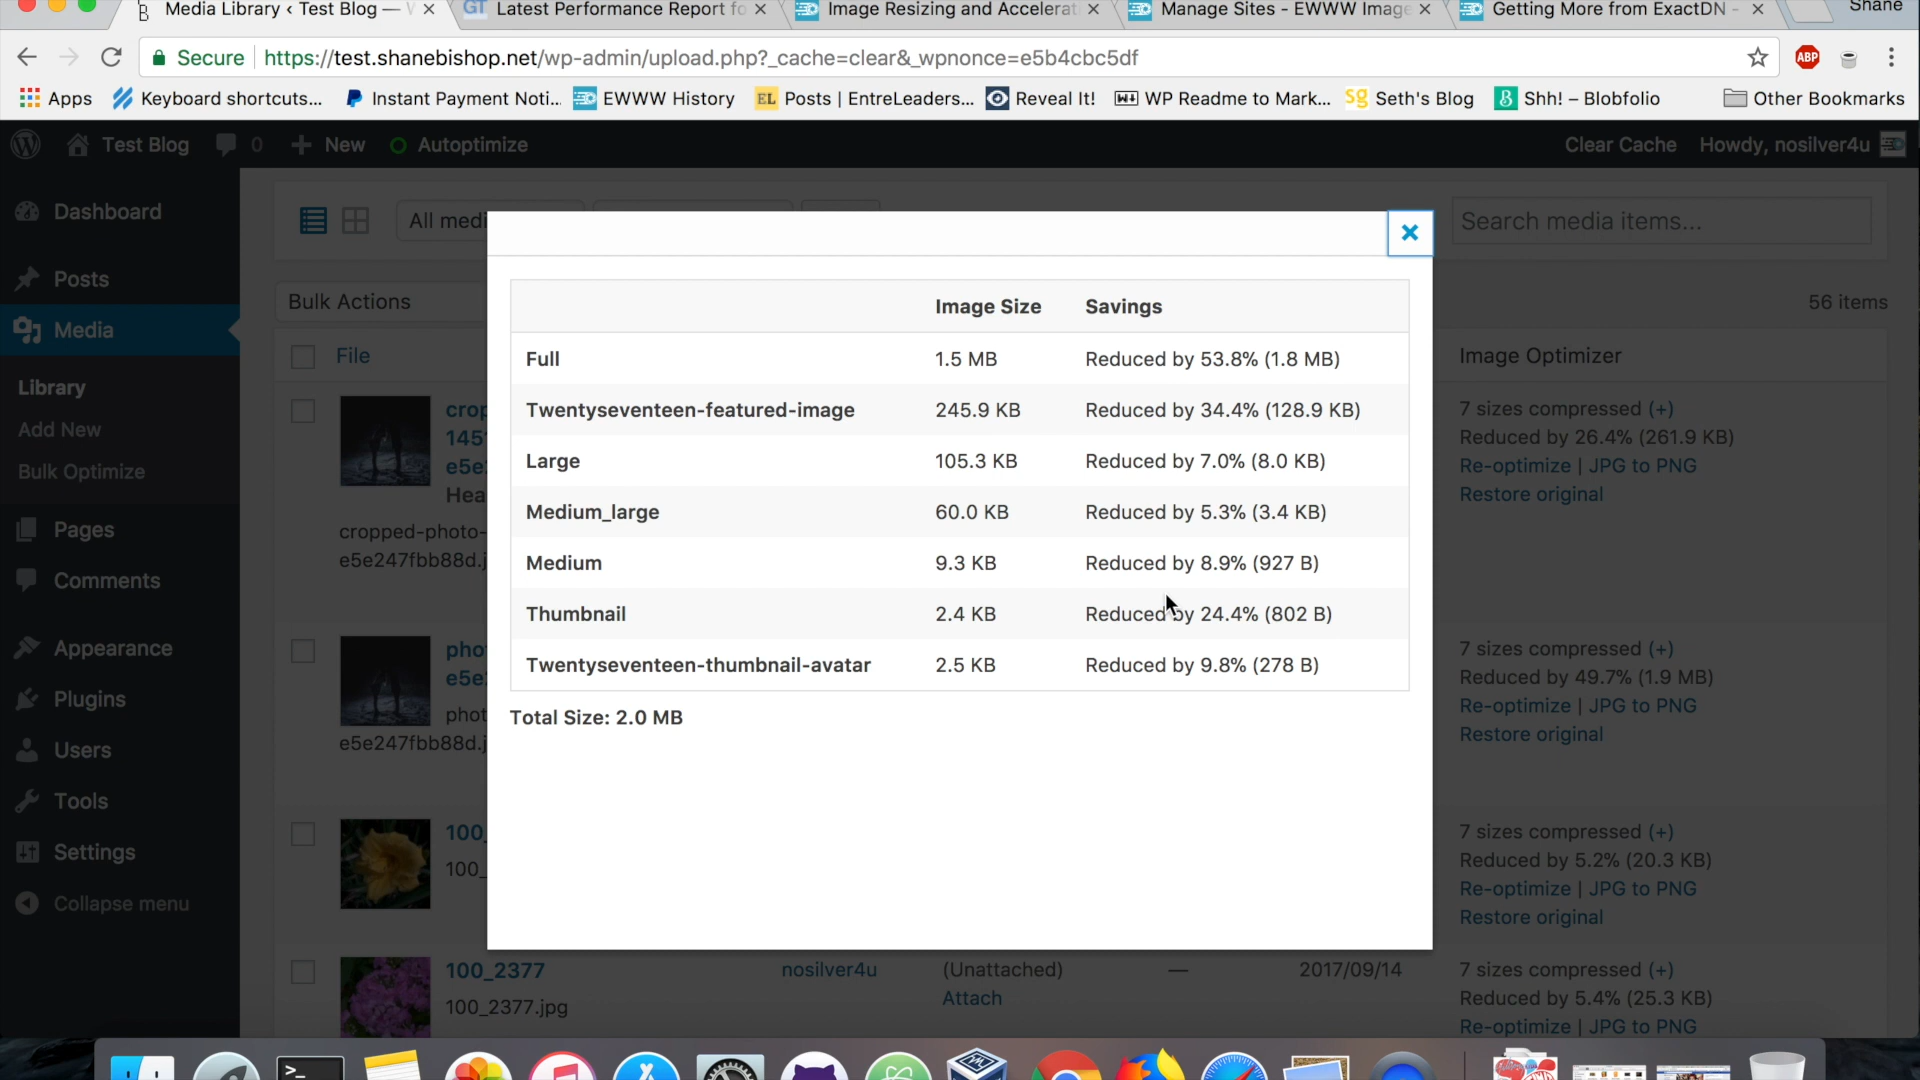 Media Library ‹ Test Blog —
Latest Performance Report fo
Image Resizing and Accelerati
Manage Sites - EWWW Image
Getting More from ExactDN -
Shane
Secure https://test.shanebishop.net/wp-admin/upload.php?_cache=clear&_wpnonce=e5b4cbc5df
ABP
Apps Keyboard shortcuts... Instant Payment Noti... EWWW History EL Posts | EntreLeaders... Reveal It! WP Readme to Mark... Sg Seth's Blog Shh! – Blobfolio Other Bookmarks
Test Blog 0 New Autoptimize Clear Cache Howdy, nosilver4u
Dashboard
Posts
Media
Library
Add New
Bulk Optimize
Pages
Comments
Appearance
Plugins
Users
Tools
Settings
Collapse menu
All medi
Search media items...
Bulk Actions
56 items
File
Image Optimizer
Image Size Savings
Full 1.5 MB Reduced by 53.8% (1.8 MB)
Twentyseventeen-featured-image 245.9 KB Reduced by 34.4% (128.9 KB)
Large 105.3 KB Reduced by 7.0% (8.0 KB)
Medium_large 60.0 KB Reduced by 5.3% (3.4 KB)
Medium 9.3 KB Reduced by 8.9% (927 B)
Thumbnail 2.4 KB Reduced by 24.4% (802 B)
Twentyseventeen-thumbnail-avatar 2.5 KB Reduced by 9.8% (278 B)
Total Size: 2.0 MB
crop
145
e5e
Hea
cropped-photo-
e5e247fbb88d.j
7 sizes compressed (+)
Reduced by 26.4% (261.9 KB)
Re-optimize | JPG to PNG
Restore original
pho
e5e
phot
e5e247fbb88d.j
7 sizes compressed (+)
Reduced by 49.7% (1.9 MB)
Re-optimize | JPG to PNG
Restore original
100_
100_
7 sizes compressed (+)
Reduced by 5.2% (20.3 KB)
Re-optimize | JPG to PNG
Restore original
100_2377
100_2377.jpg
nosilver4u
(Unattached)
Attach
—
2017/09/14
7 sizes compressed (+)
Reduced by 5.4% (25.3 KB)
Re-optimize | JPG to PNG